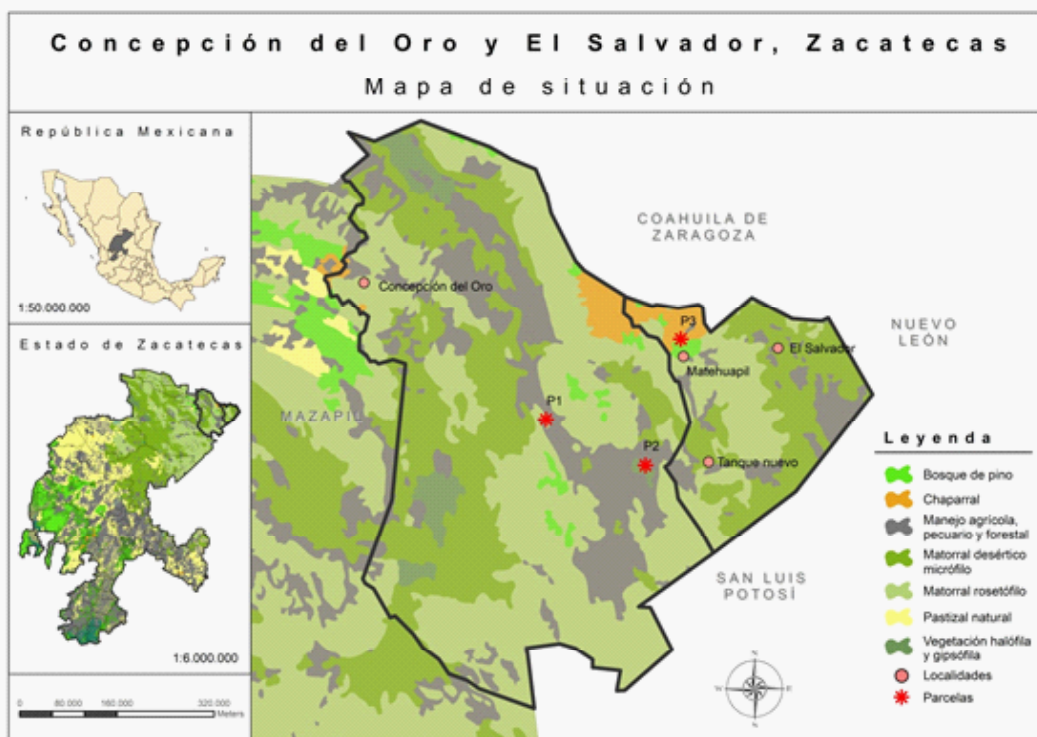 Concepción del Oro y El Salvador, Zacatecas
Mapa de situación
República Mexicana
1:50.000.000
Estado de Zacatecas
1:6.000.000
0 80.000 160.000 320.000
Meters
COAHUILA DE
ZARAGOZA
NUEVO
LEÓN
Concepción del Oro
P3
El Salvador
Matehuapil
MAZAPIL
P1
P2
Tanque nuevo
SAN LUIS
POTOSÍ
N
W
E
S
Leyenda
Bosque de pino
Chaparral
Manejo agrícola,
pecuario y forestal
Matorral desértico
micrófilo
Matorral rosetófilo
Pastizal natural
Vegetación halófila
y gipsófila
Localidades
Parcelas